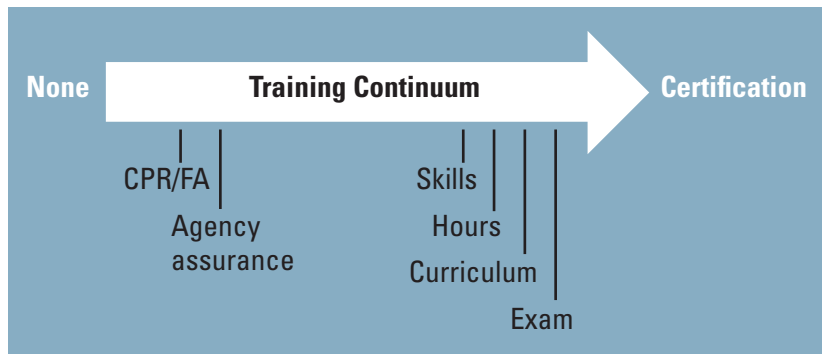 None
Training Continuum
Certification
CPR/FA
Agency
assurance
Skills
Hours
Curriculum
Exam